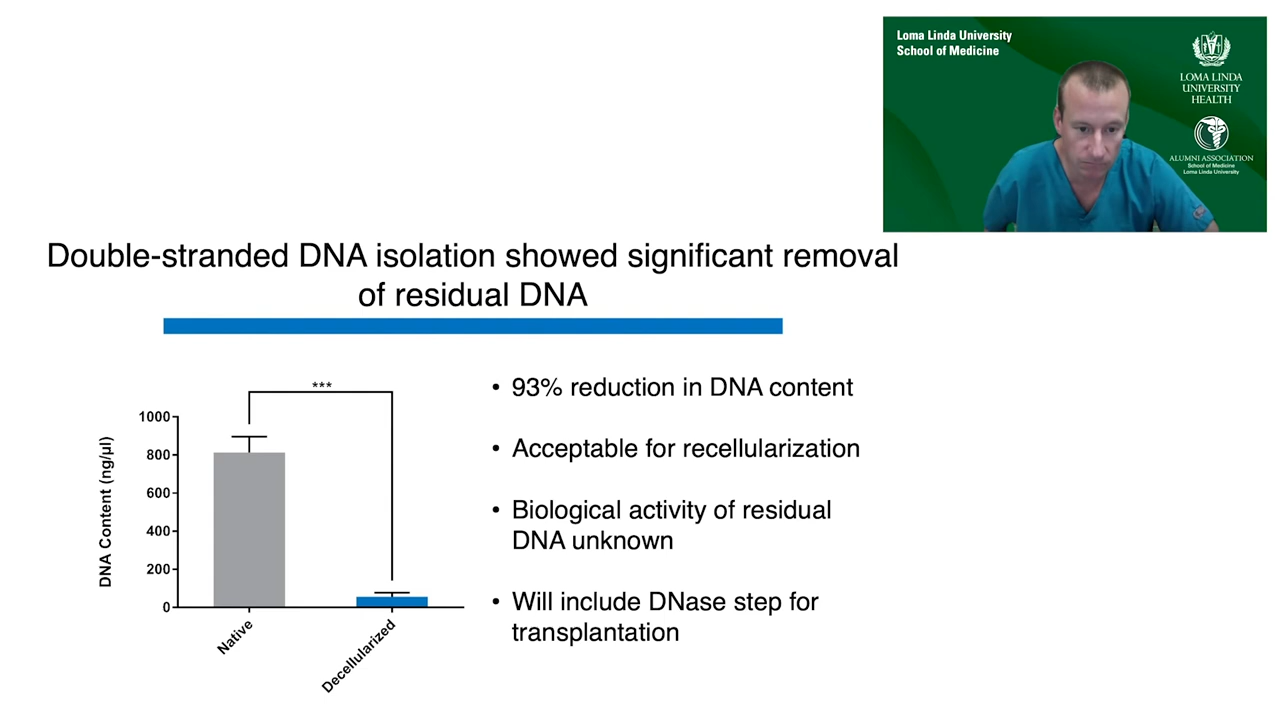 Loma Linda University
School of Medicine
LOMA LINDA
UNIVERSITY
HEALTH
ALUMNI ASSOCIATION
School of Medicine
Loma Linda University
Double-stranded DNA isolation showed significant removal
of residual DNA
***
1000
800
600
400
200
0
DNA Content (ng/µl)
Native
Decellularized
• 93% reduction in DNA content
• Acceptable for recellularization
• Biological activity of residual
DNA unknown
• Will include DNase step for
transplantation